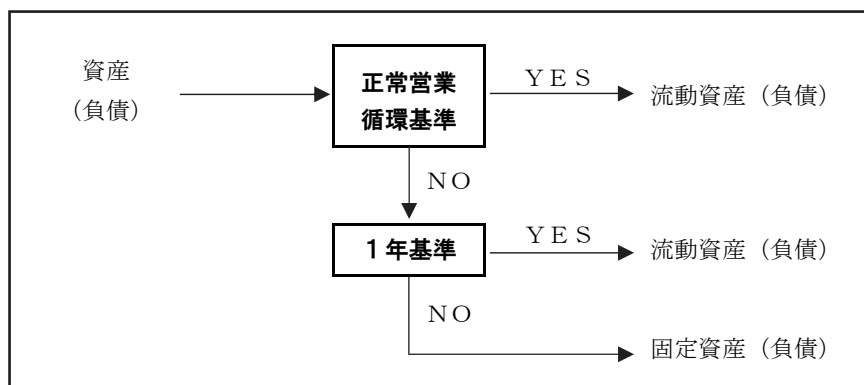 資産
（負債）
正常営業
循環基準
ＹＥＳ
流動資産（負債）
ＮＯ
１年基準
ＹＥＳ
流動資産（負債）
ＮＯ
固定資産（負債）